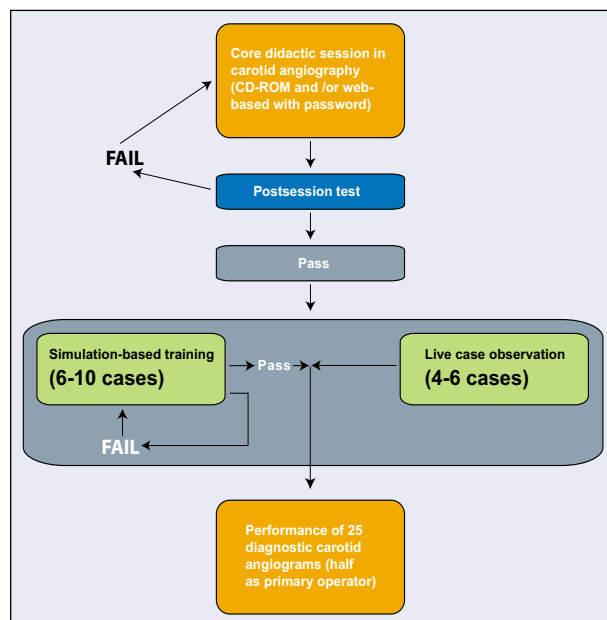 Core didactic session in
carotid angiography
(CD-ROM and /or web-
based with password)
FAIL
Postsession test
Pass
Simulation-based training
(6-10 cases)
Pass
Live case observation
(4-6 cases)
FAIL
Performance of 25
diagnostic carotid
angiograms (half
as primary operator)